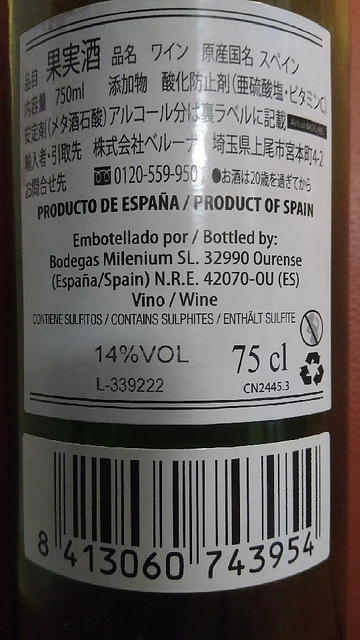 品目 果実酒 品名 ワイン 原産国名 スペイン
内容量 750ml 添加物 酸化防止剤(亜硫酸塩・ビタミンC)
安定剤(メタ酒石酸)アルコール分は裏ラベルに記載
輸入者・引取先 株式会社ベルーナ 埼玉県上尾市宮本町4-2
お問合せ先 0120-559-950 ●お酒は20歳を過ぎてから
PRODUCTO DE ESPAÑA / PRODUCT OF SPAIN
Embotellado por / Bottled by:
Bodegas Milenium SL. 32990 Ourense
(España/Spain) N.R.E. 42070-OU (ES)
Vino / Wine
CONTIENE SULFITOS / CONTAINS SULPHITES / ENTHÄLT SULFITE
14%VOL 75 cl
L-339222 CN2445.3
8 413060 743954